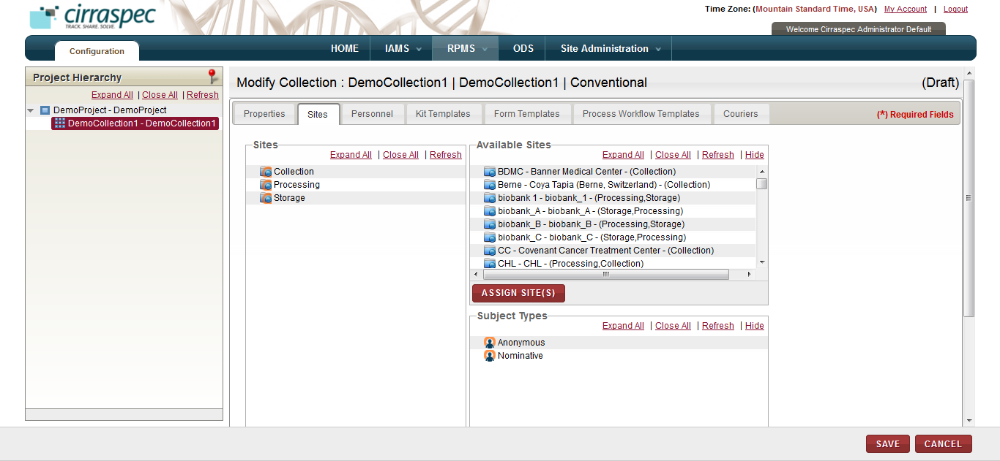 cirraspec
TRACK. SHARE. SOLVE.
Time Zone: (Mountain Standard Time, USA) My Account | Logout
Welcome Cirraspec Administrator Default
Configuration
HOME IAMS RPMS ODS Site Administration
Project Hierarchy
Expand All | Close All | Refresh
DemoProject - DemoProject
DemoCollection1 - DemoCollection1
Modify Collection : DemoCollection1 | DemoCollection1 | Conventional (Draft)
Properties Sites Personnel Kit Templates Form Templates Process Workflow Templates Couriers (*) Required Fields
Sites
Expand All | Close All | Refresh
Collection
Processing
Storage
Available Sites
Expand All | Close All | Refresh | Hide
BDMC - Banner Medical Center - (Collection)
Berne - Coya Tapia (Berne, Switzerland) - (Collection)
biobank 1 - biobank_1 - (Processing,Storage)
biobank_A - biobank_A - (Storage,Processing)
biobank_B - biobank_B - (Processing,Storage)
biobank_C - biobank_C - (Storage,Processing)
CC - Covenant Cancer Treatment Center - (Collection)
CHL - CHL - (Processing,Collection)
ASSIGN SITE(S)
Subject Types
Expand All | Close All | Refresh | Hide
Anonymous
Nominative
SAVE CANCEL